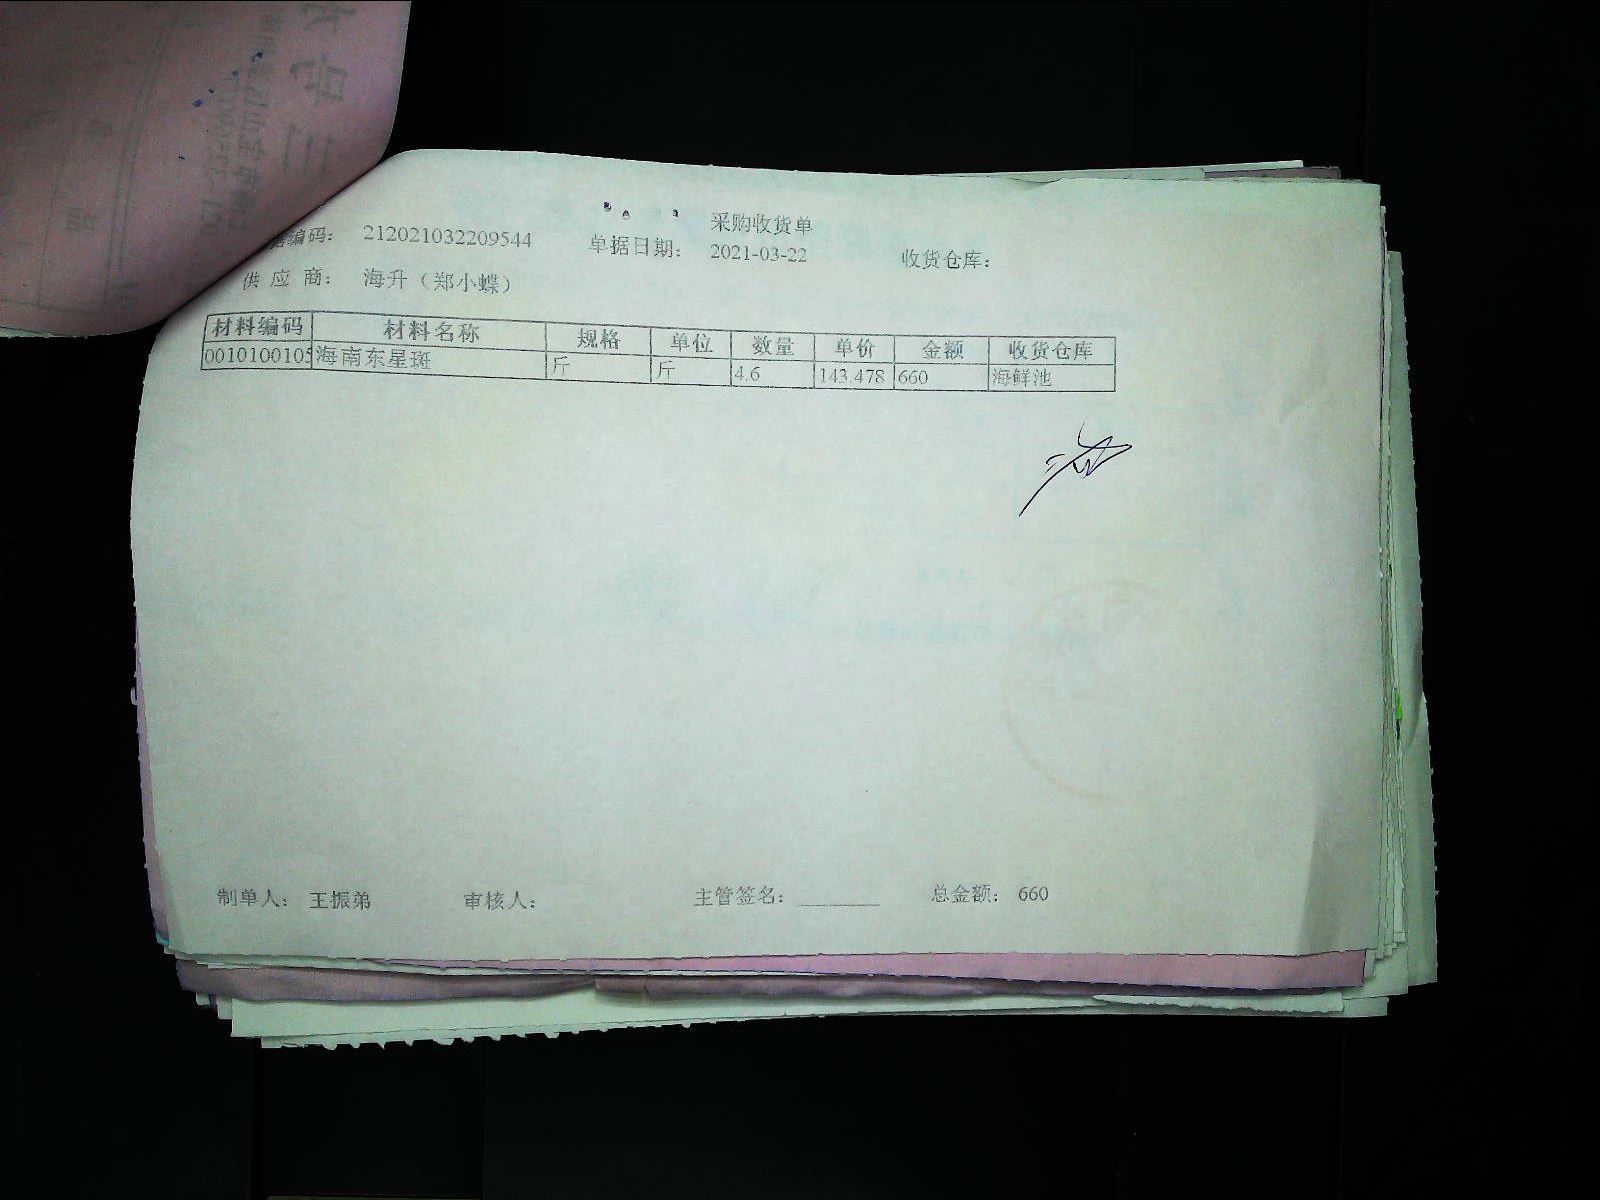 采购收货单
据编码： 212021032209544 单据日期： 2021-03-22 收货仓库：
供 应 商： 海升（郑小蝶）
材料编码 材料名称 规格 单位 数量 单价 金额 收货仓库
0010100105 海南东星斑 斤 斤 4.6 143.478 660 海鲜池
制单人： 王振弟 审核人： 主管签名：________ 总金额： 660